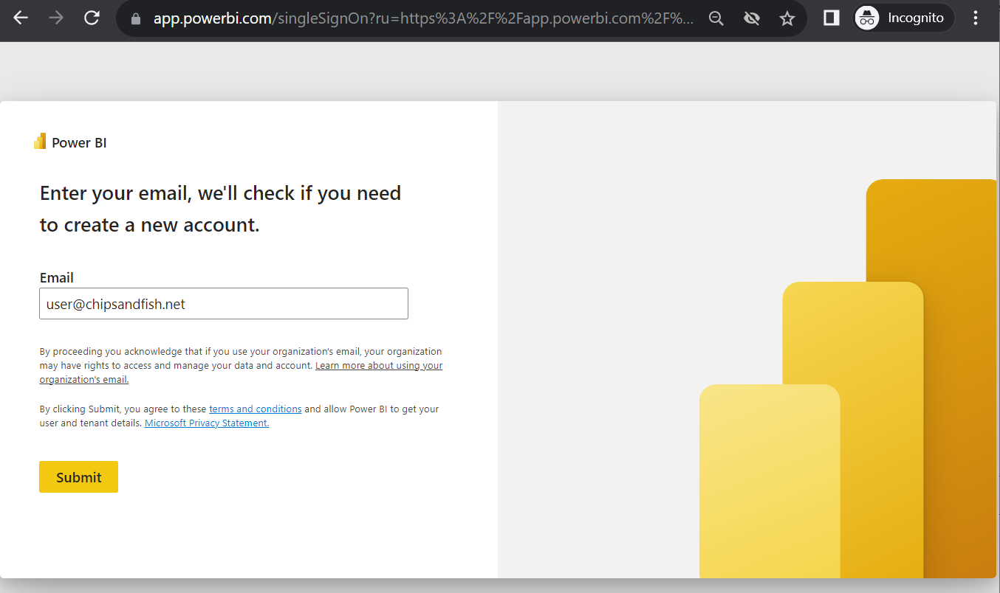 app.powerbi.com/singleSignOn?ru=https%3A%2F%2Fapp.powerbi.com%2F%...
Incognito
Power BI
Enter your email, we'll check if you need
to create a new account.
Email
user@chipsandfish.net
By proceeding you acknowledge that if you use your organization's email, your organization
may have rights to access and manage your data and account. Learn more about using your
organization's email.
By clicking Submit, you agree to these terms and conditions and allow Power BI to get your
user and tenant details. Microsoft Privacy Statement.
Submit